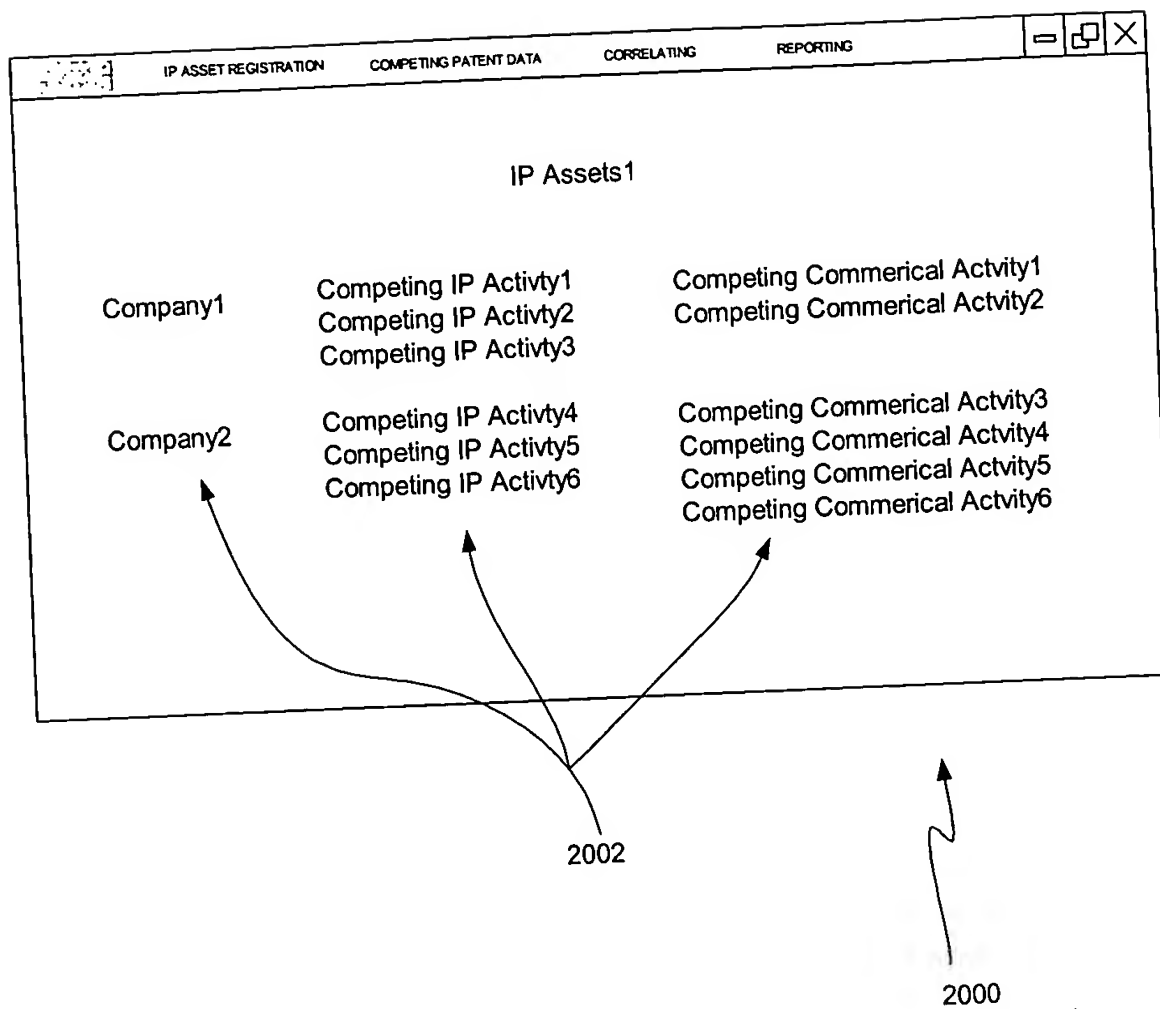 IP ASSET REGISTRATION COMPETING PATENT DATA CORRELATING REPORTING
IP Assets1
Company1
Competing IP Activty1
Competing IP Activty2
Competing IP Activty3
Competing Commerical Actvity1
Competing Commerical Actvity2
Company2
Competing IP Activty4
Competing IP Activty5
Competing IP Activty6
Competing Commerical Actvity3
Competing Commerical Actvity4
Competing Commerical Actvity5
Competing Commerical Actvity6
2002
2000